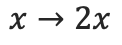 𝑥 → 2𝑥